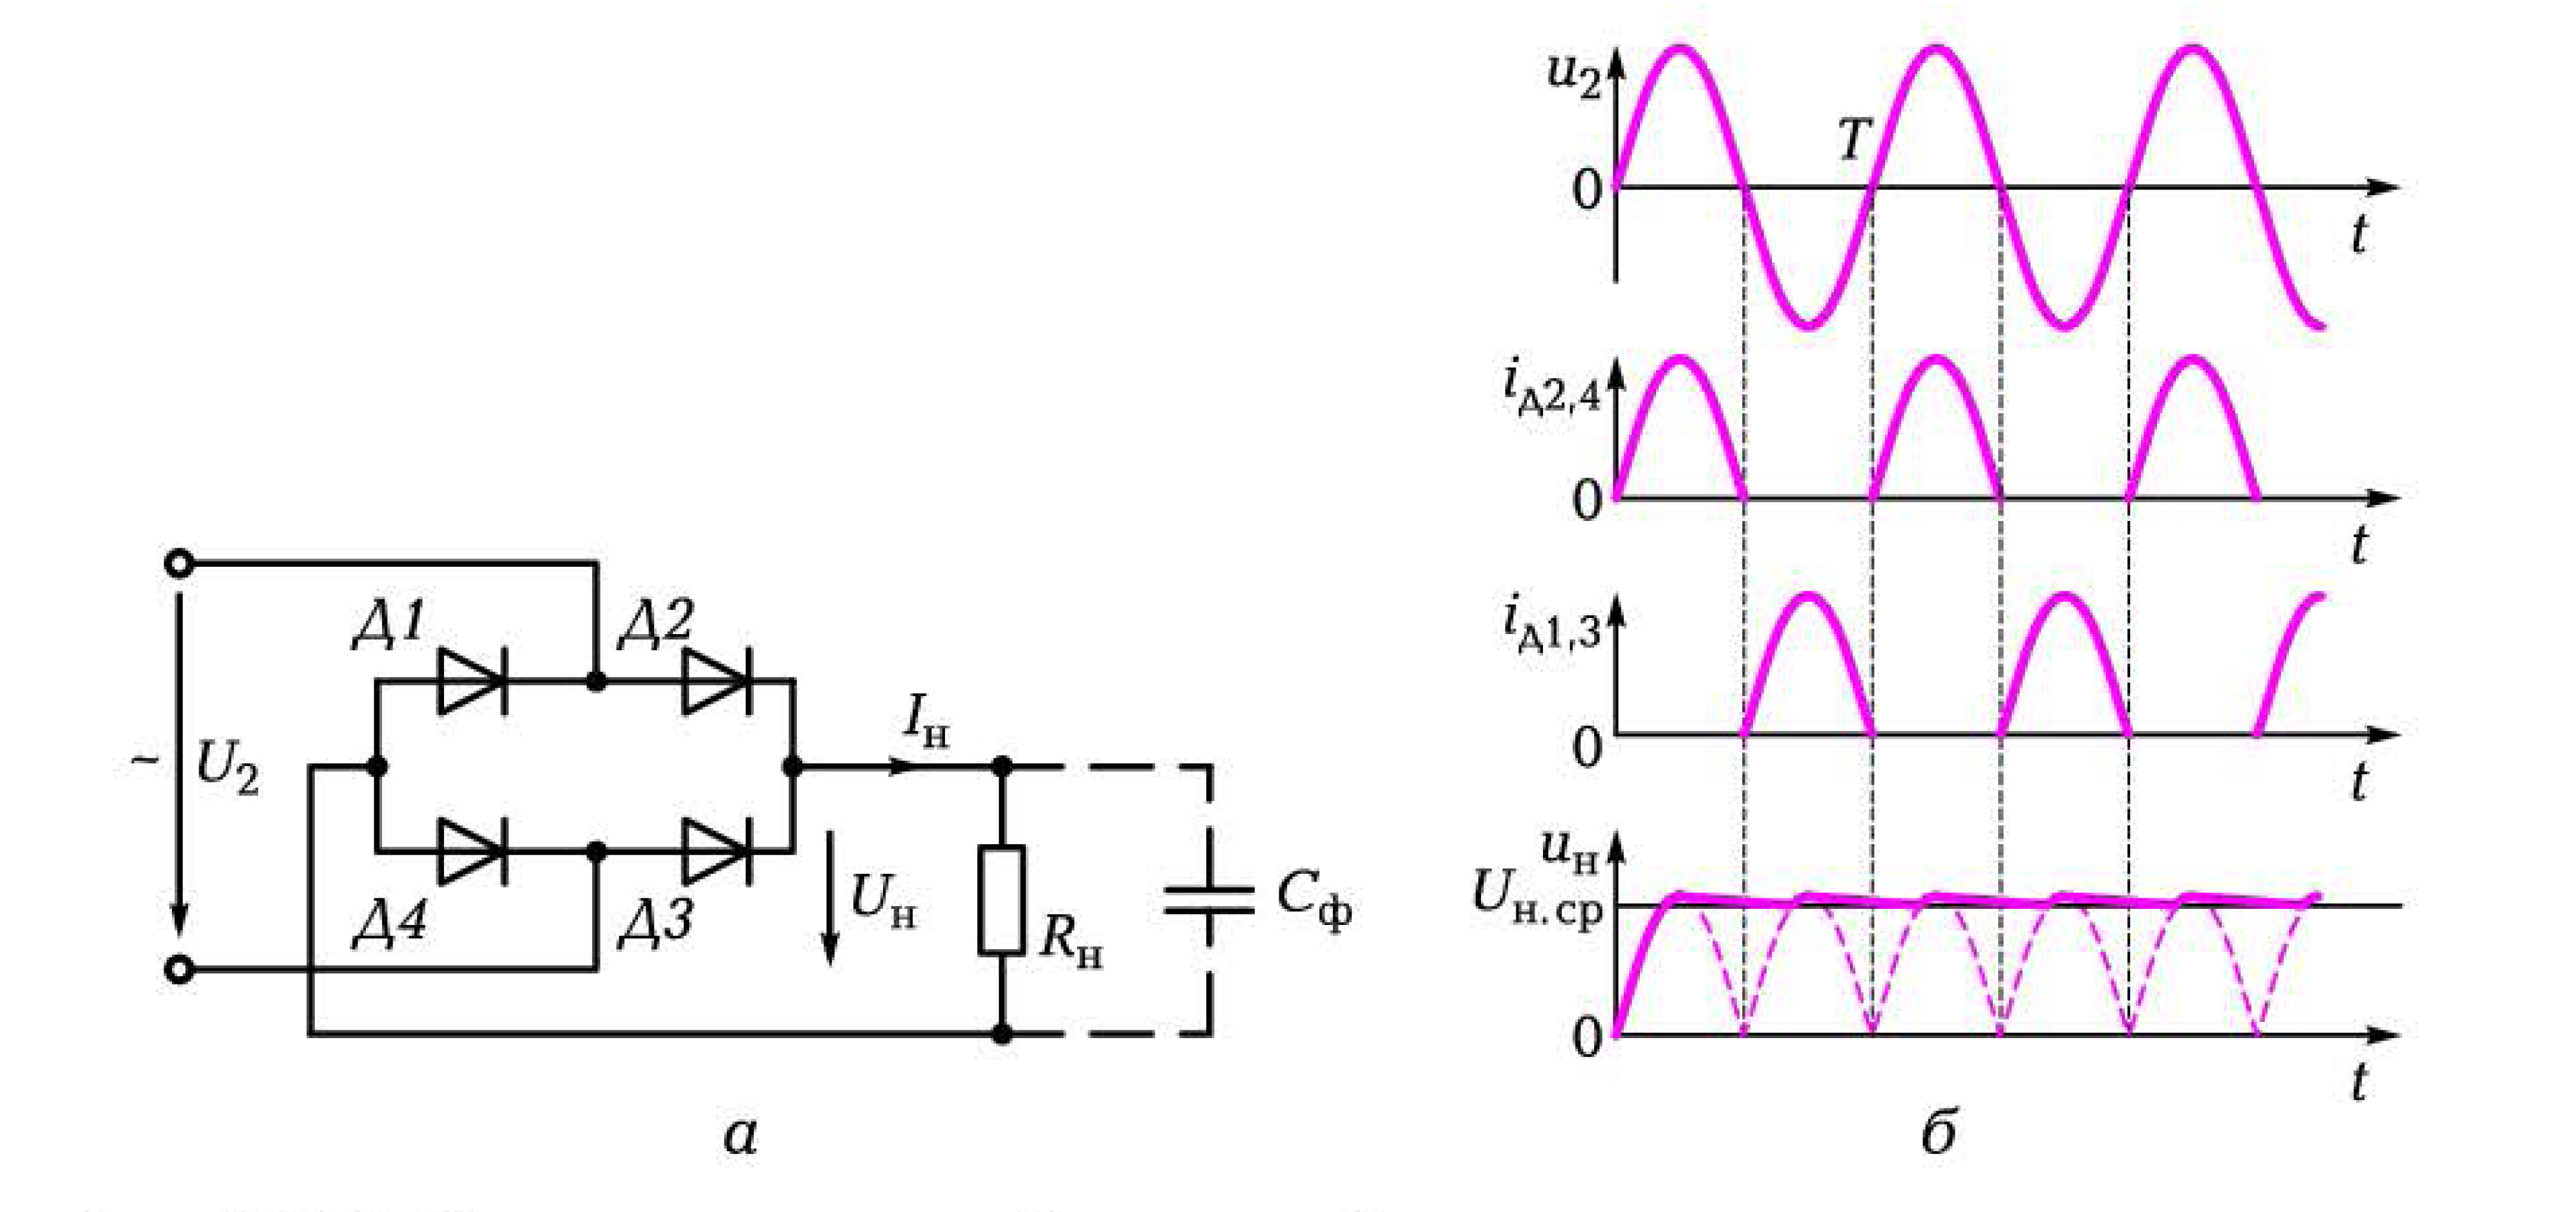 Д1
Д2
~ U₂
Iн
Uн
Rн
Cф
Д4
Д3
а
u₂
T
0
t
iД2,4
0
t
iД1,3
0
t
uн
Uн.ср
0
t
б